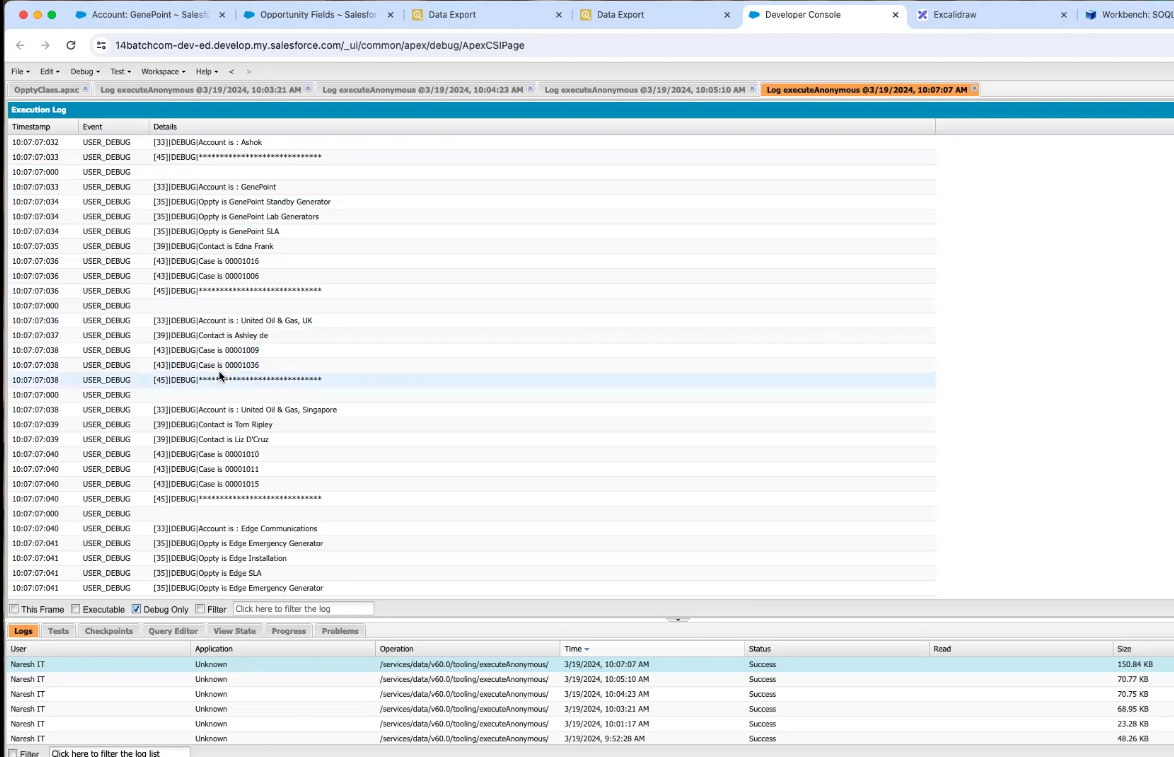 Account: GenePoint ~ Salesf
Opportunity Fields ~ Salesfor
Data Export
Data Export
Developer Console
Excalidraw
Workbench: SOQL
14batchcom-dev-ed.develop.my.salesforce.com/_ui/common/apex/debug/ApexCSIPage
File Edit Debug Test Workspace Help < >
OpptyClass.apxc Log executeAnonymous @3/19/2024, 10:03:21 AM Log executeAnonymous @3/19/2024, 10:04:23 AM Log executeAnonymous @3/19/2024, 10:05:10 AM Log executeAnonymous @3/19/2024, 10:07:07 AM
Execution Log
Timestamp Event Details
10:07:07:032 USER_DEBUG [33]|DEBUG|Account is : Ashok
10:07:07:033 USER_DEBUG [45]|DEBUG|*****************************
10:07:07:000 USER_DEBUG
10:07:07:033 USER_DEBUG [33]|DEBUG|Account is : GenePoint
10:07:07:034 USER_DEBUG [35]|DEBUG|Oppty is GenePoint Standby Generator
10:07:07:034 USER_DEBUG [35]|DEBUG|Oppty is GenePoint Lab Generators
10:07:07:034 USER_DEBUG [35]|DEBUG|Oppty is GenePoint SLA
10:07:07:035 USER_DEBUG [39]|DEBUG|Contact is Edna Frank
10:07:07:036 USER_DEBUG [43]|DEBUG|Case is 00001016
10:07:07:036 USER_DEBUG [43]|DEBUG|Case is 00001006
10:07:07:036 USER_DEBUG [45]|DEBUG|*****************************
10:07:07:000 USER_DEBUG
10:07:07:036 USER_DEBUG [33]|DEBUG|Account is : United Oil & Gas, UK
10:07:07:037 USER_DEBUG [39]|DEBUG|Contact is Ashley de
10:07:07:038 USER_DEBUG [43]|DEBUG|Case is 00001009
10:07:07:038 USER_DEBUG [43]|DEBUG|Case is 00001036
10:07:07:038 USER_DEBUG [45]|DEBUG|*****************************
10:07:07:000 USER_DEBUG
10:07:07:038 USER_DEBUG [33]|DEBUG|Account is : United Oil & Gas, Singapore
10:07:07:039 USER_DEBUG [39]|DEBUG|Contact is Tom Ripley
10:07:07:039 USER_DEBUG [39]|DEBUG|Contact is Liz D'Cruz
10:07:07:040 USER_DEBUG [43]|DEBUG|Case is 00001010
10:07:07:040 USER_DEBUG [43]|DEBUG|Case is 00001011
10:07:07:040 USER_DEBUG [43]|DEBUG|Case is 00001015
10:07:07:040 USER_DEBUG [45]|DEBUG|*****************************
10:07:07:000 USER_DEBUG
10:07:07:040 USER_DEBUG [33]|DEBUG|Account is : Edge Communications
10:07:07:041 USER_DEBUG [35]|DEBUG|Oppty is Edge Emergency Generator
10:07:07:041 USER_DEBUG [35]|DEBUG|Oppty is Edge Installation
10:07:07:041 USER_DEBUG [35]|DEBUG|Oppty is Edge SLA
10:07:07:041 USER_DEBUG [35]|DEBUG|Oppty is Edge Emergency Generator
This Frame Executable Debug Only Filter Click here to filter the log
Logs Tests Checkpoints Query Editor View State Progress Problems
User Application Operation Time Status Read Size
Naresh IT Unknown /services/data/v60.0/tooling/executeAnonymous/ 3/19/2024, 10:07:07 AM Success 150.84 KB
Naresh IT Unknown /services/data/v60.0/tooling/executeAnonymous/ 3/19/2024, 10:05:10 AM Success 70.77 KB
Naresh IT Unknown /services/data/v60.0/tooling/executeAnonymous/ 3/19/2024, 10:04:23 AM Success 70.75 KB
Naresh IT Unknown /services/data/v60.0/tooling/executeAnonymous/ 3/19/2024, 10:03:21 AM Success 68.95 KB
Naresh IT Unknown /services/data/v60.0/tooling/executeAnonymous/ 3/19/2024, 10:01:17 AM Success 23.28 KB
Naresh IT Unknown /services/data/v60.0/tooling/executeAnonymous/ 3/19/2024, 9:52:28 AM Success 48.26 KB
Filter Click here to filter the log list